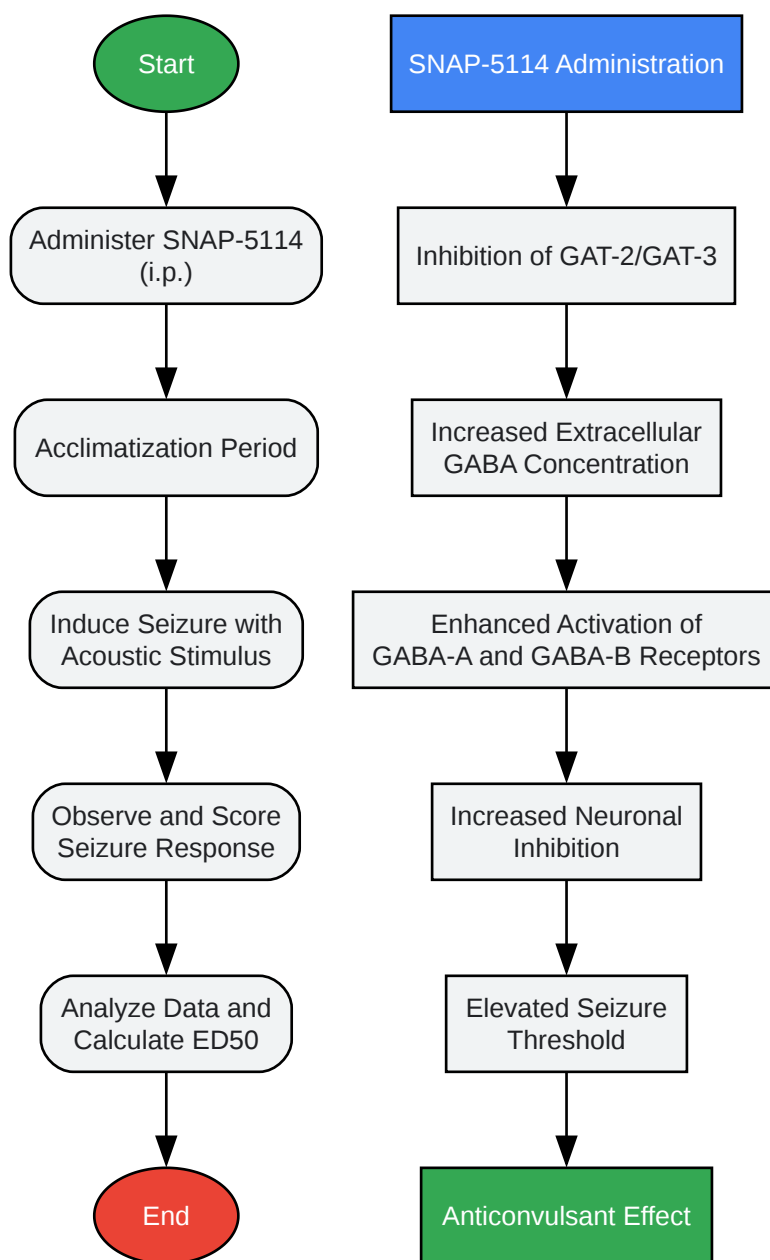 Start
Administer SNAP-5114
(i.p.)
Acclimatization Period
Induce Seizure with
Acoustic Stimulus
Observe and Score
Seizure Response
Analyze Data and
Calculate ED50
End
SNAP-5114 Administration
Inhibition of GAT-2/GAT-3
Increased Extracellular
GABA Concentration
Enhanced Activation of
GABA-A and GABA-B Receptors
Increased Neuronal
Inhibition
Elevated Seizure
Threshold
Anticonvulsant Effect